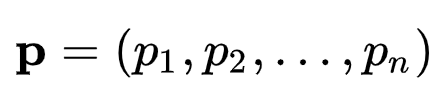 𝐩 = (p₁, p₂, . . . , pₙ)